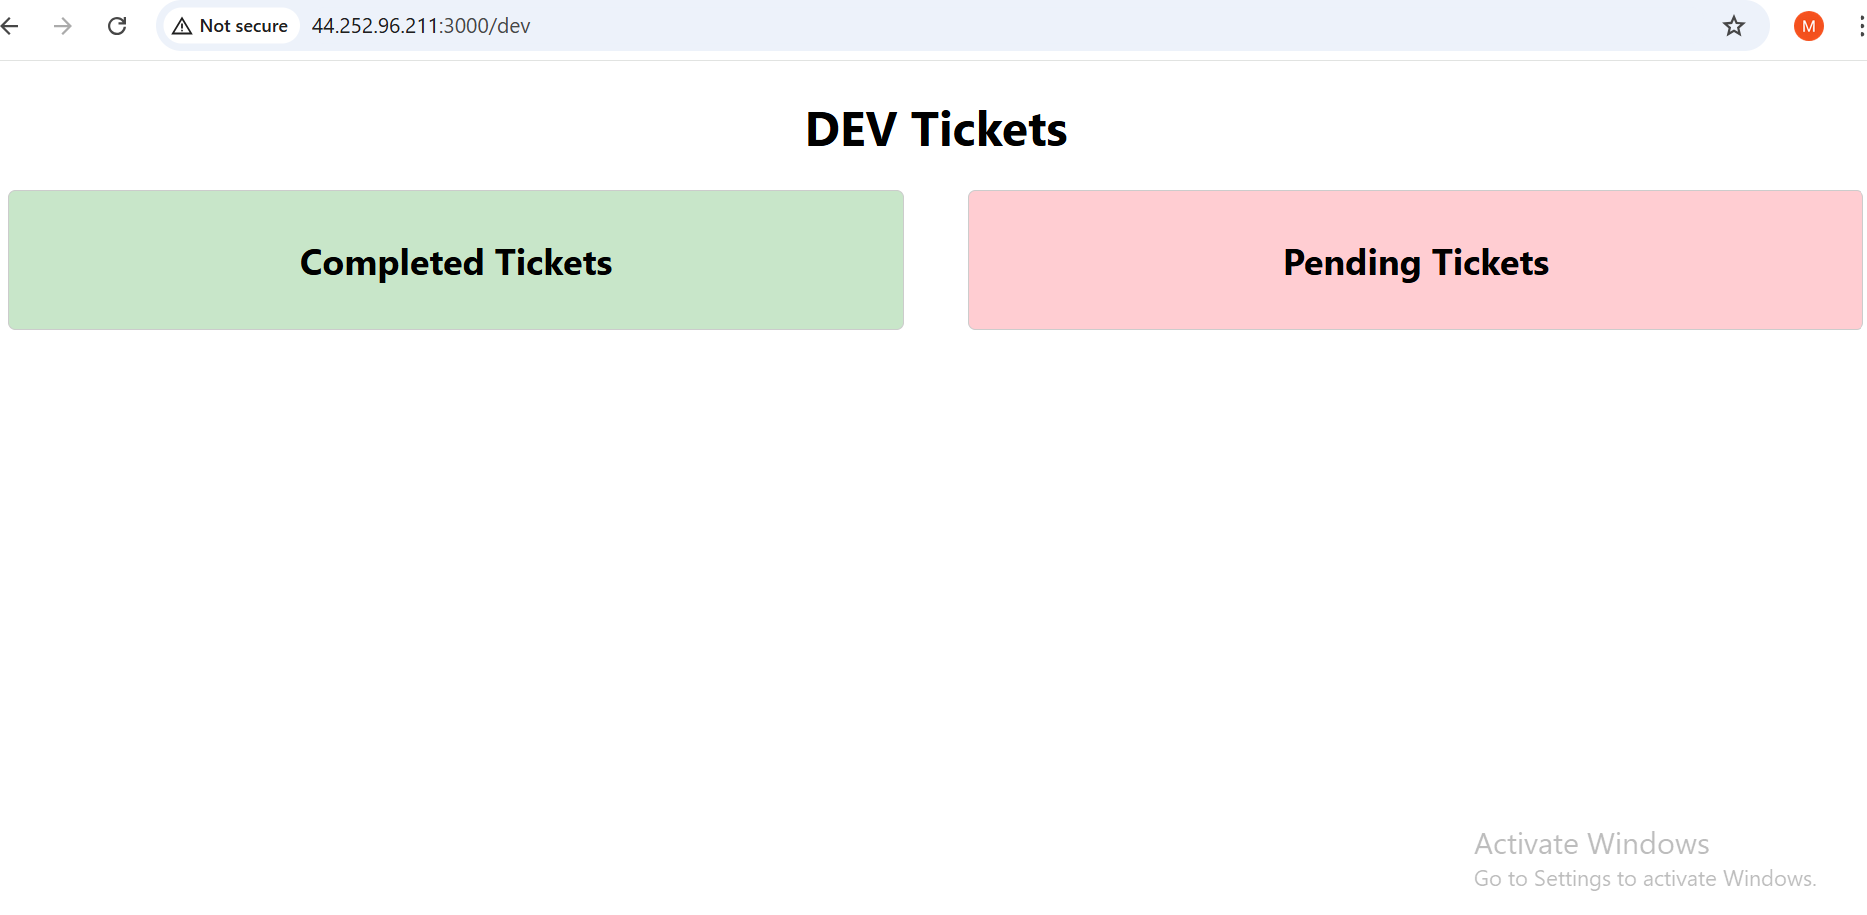 Not secure 44.252.96.211:3000/dev M
DEV Tickets
Completed Tickets Pending Tickets
Activate Windows
Go to Settings to activate Windows.